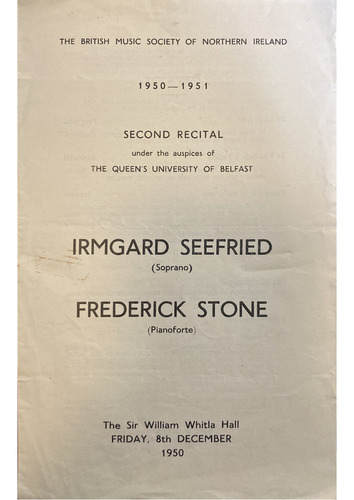 THE BRITISH MUSIC SOCIETY OF NORTHERN IRELAND
1950—1951
SECOND RECITAL
under the auspices of
THE QUEEN'S UNIVERSITY OF BELFAST
IRMGARD SEEFRIED
(Soprano)
FREDERICK STONE
(Pianoforte)
The Sir William Whitla Hall
FRIDAY, 8th DECEMBER
1950